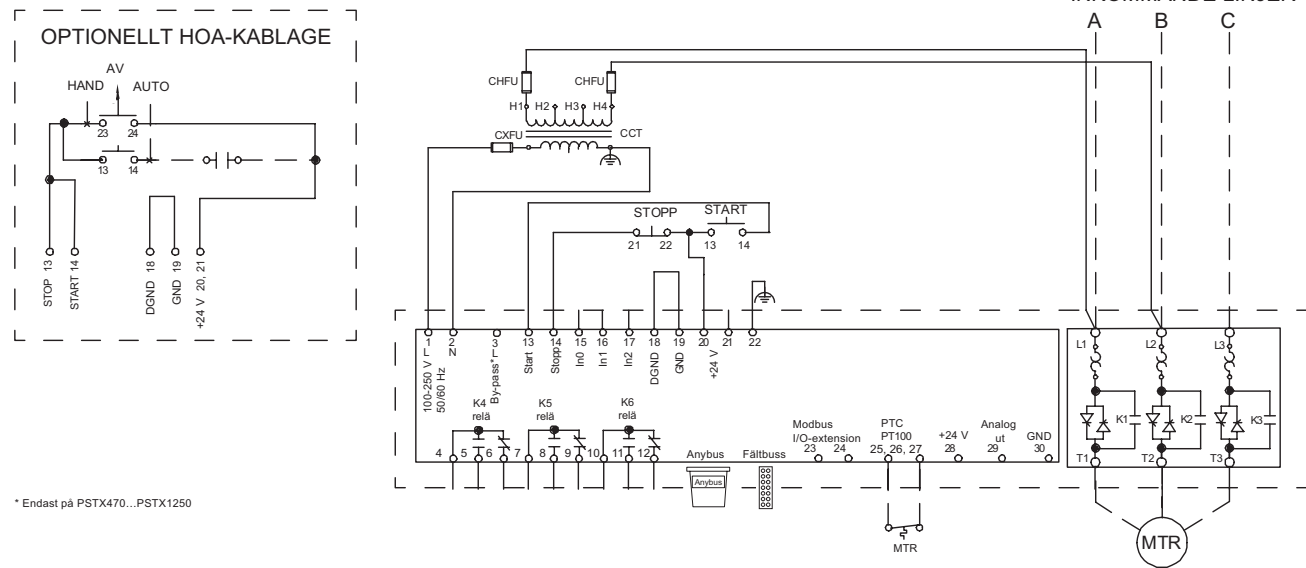 INKOMMANDE LINJER
A B C
OPTIONELLT HOA-KABLAGE
AV
HAND AUTO
23 24
13 14
STOP 13
START 14
DGND 18
GND 19
+24 V 20, 21
CHFU CHFU
H1 H2 H3 H4
CXFU CCT
STOPP START
21 22 13 14
1 2 3 13 14 15 16 17 18 19 20 21 22
L N L
100-250 V
50/60 Hz
By-pass*
Start
Stopp
In0
In1
In2
DGND
GND
+24 V
K4
relä
K5
relä
K6
relä
4 5 6 7 8 9 10 11 12
Anybus
Anybus
Fältbuss
Modbus
I/O-extension
23 24
PTC
PT100
25, 26, 27
+24 V
28
Analog
ut
29
GND
30
MTR
L1 L2 L3
K1 K2 K3
T1 T2 T3
MTR
* Endast på PSTX470...PSTX1250